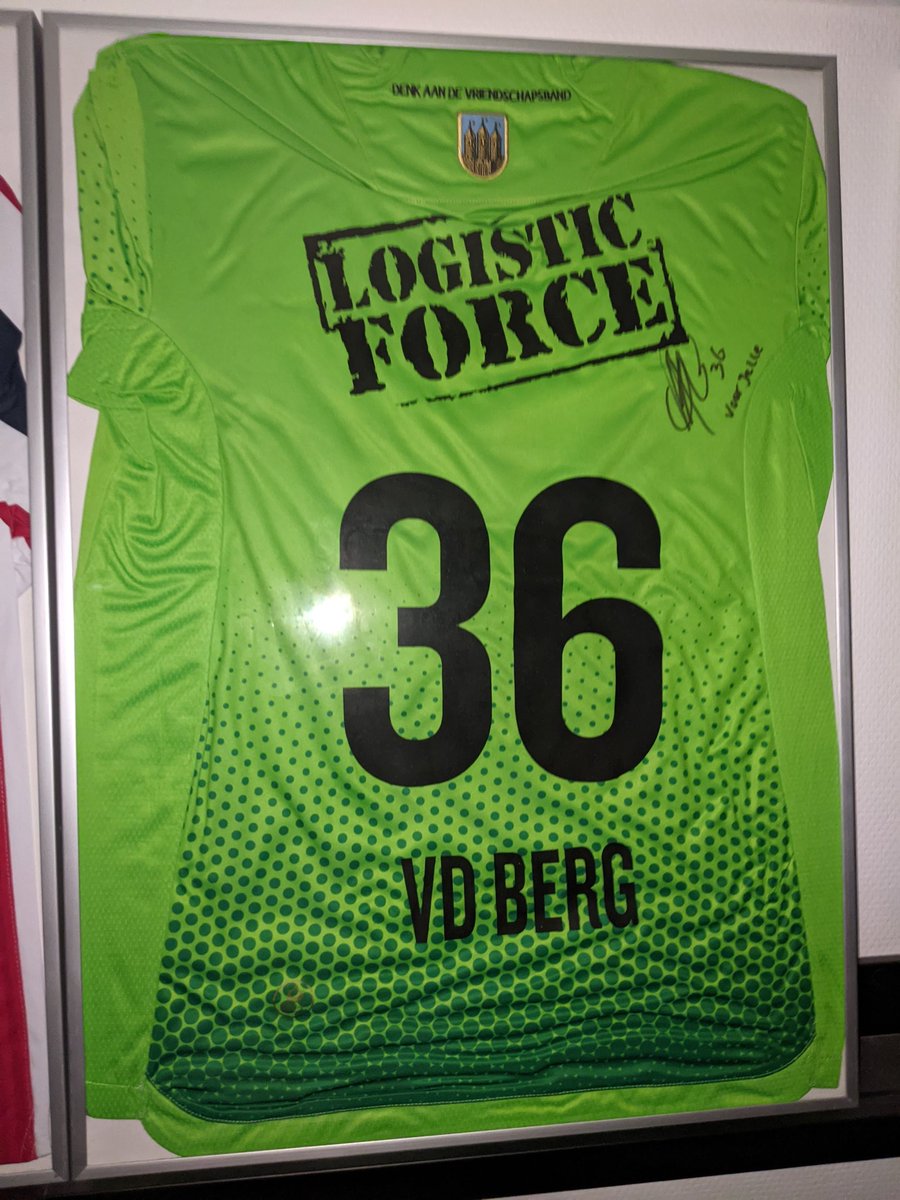 DENK AAN DE VRIENDSCHAPSBAND
LOGISTIC
FORCE
36
Voor Jelle
36
VD BERG